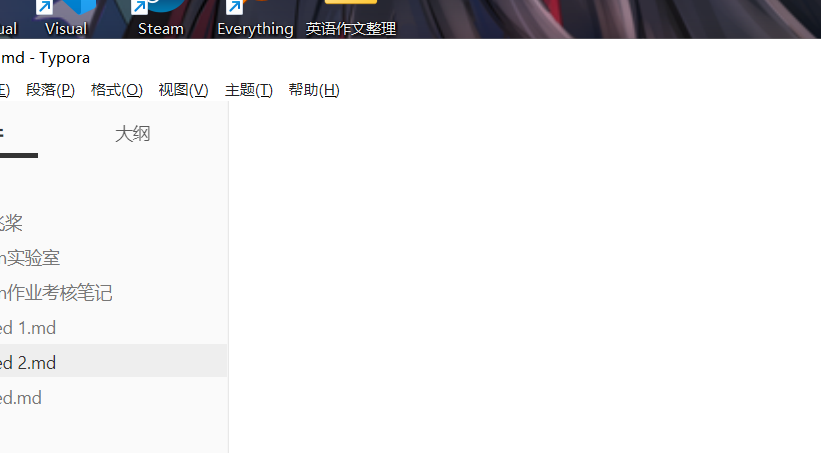 ual Visual Steam Everything 英语作文整理
md - Typora
E) 段落(P) 格式(O) 视图(V) 主题(T) 帮助(H)
大纲
桨
n实验室
n作业考核笔记
ed 1.md
ed 2.md
ed.md